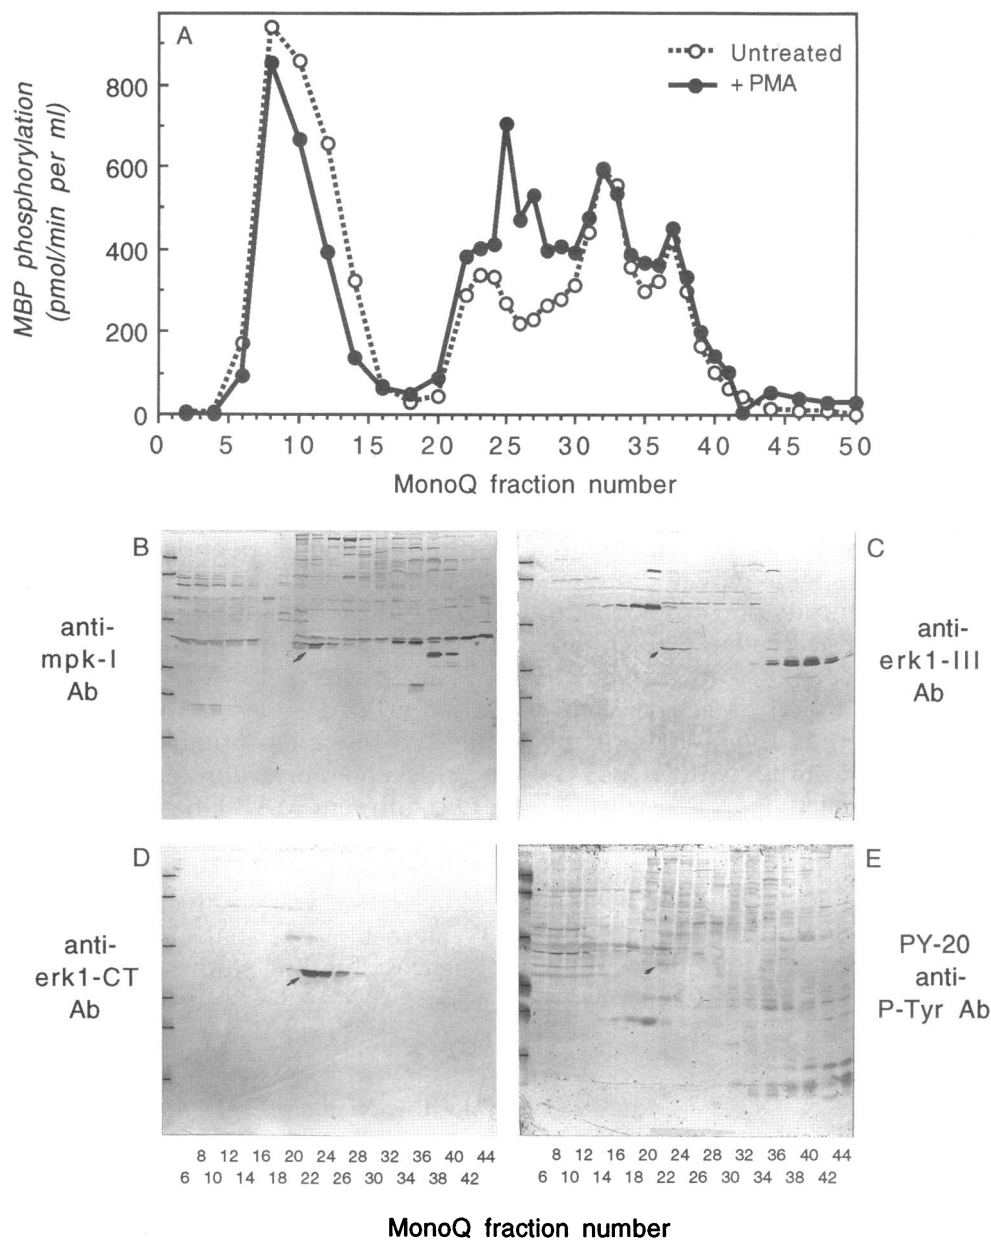 A
Untreated
+ PMA
MBP phosphorylation
(pmol/min per ml)
800
600
400
200
0
0 5 10 15 20 25 30 35 40 45 50
MonoQ fraction number
B
anti-
mpk-I
Ab
C
anti-
erk1-III
Ab
D
anti-
erk1-CT
Ab
E
PY-20
anti-
P-Tyr Ab
8 12 16 20 24 28 32 36 40 44
6 10 14 18 22 26 30 34 38 42
8 12 16 20 24 28 32 36 40 44
6 10 14 18 22 26 30 34 38 42
MonoQ fraction number